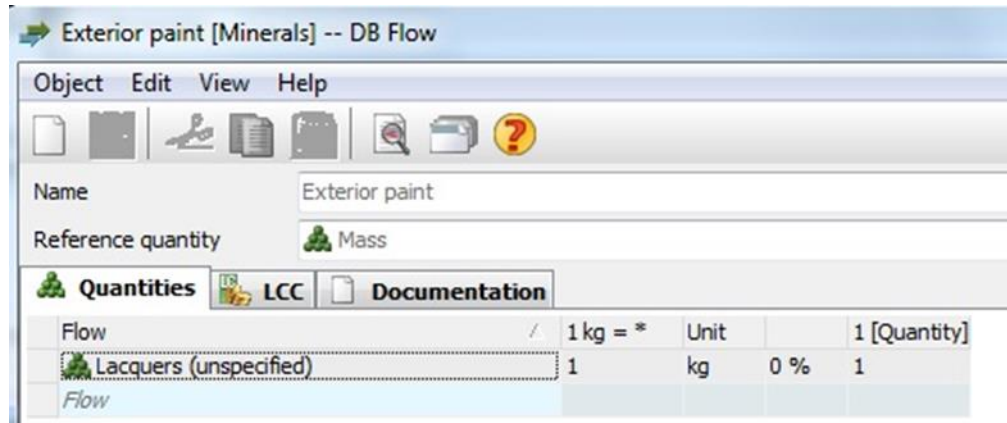 Exterior paint [Minerals] -- DB Flow
Object Edit View Help
Name Exterior paint
Reference quantity Mass
Quantities LCC Documentation
Flow 1 kg = * Unit 1 [Quantity]
Lacquers (unspecified) 1 kg 0 % 1
Flow